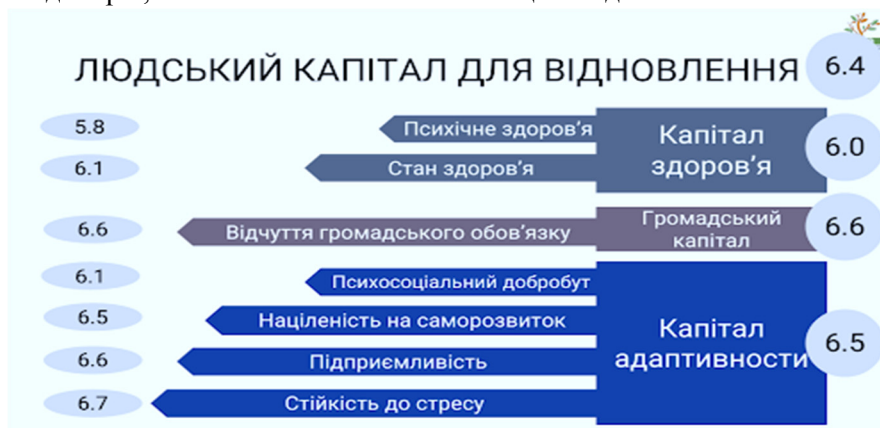 ЛЮДСЬКИЙ КАПІТАЛ ДЛЯ ВІДНОВЛЕННЯ 6.4
5.8 Психічне здоров'я
6.1 Стан здоров'я
Капітал
здоров'я
6.0
6.6 Відчуття громадського обов'язку
Громадський
капітал
6.6
6.1 Психосоціальний добробут
6.5 Націленість на саморозвиток
6.6 Підприємливість
6.7 Стійкість до стресу
Капітал
адаптивности
6.5